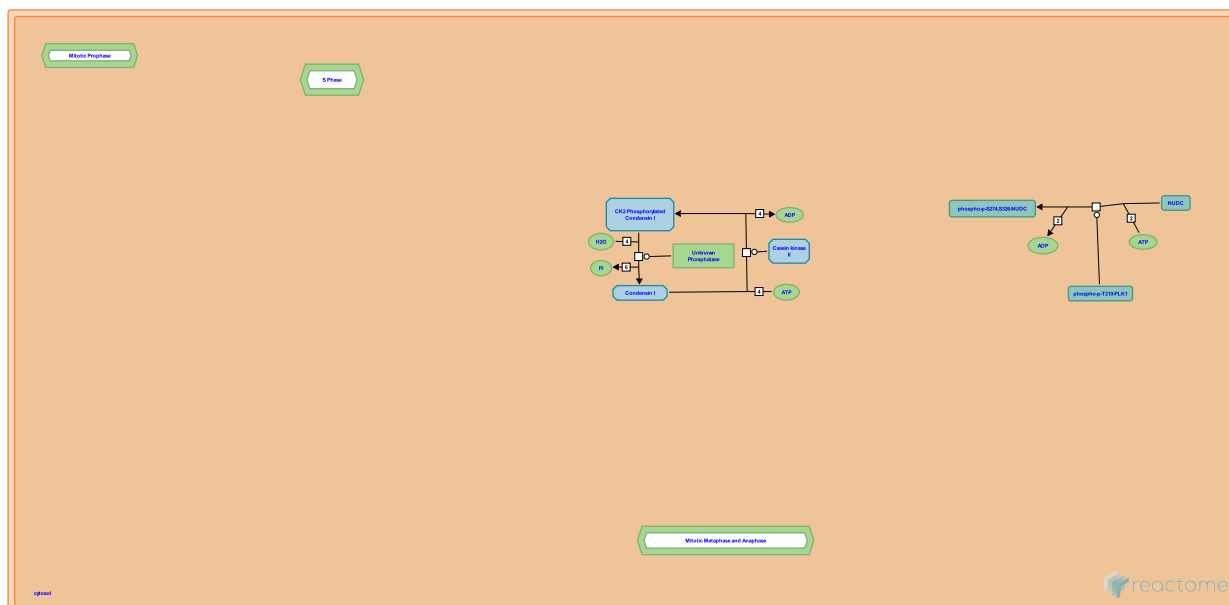 Mitotic Prophase
S Phase
CK2 Phosphorylated
Condensin I
4
ADP
H2O
4
Unknown
Phosphatase
Casein kinase
II
Pi
6
Condensin I
4
ATP
phospho-p-S274,S326-NUDC
NUDC
2
2
ADP
ATP
phospho-p-T210-PLK1
Mitotic Metaphase and Anaphase
cytosol
reactome